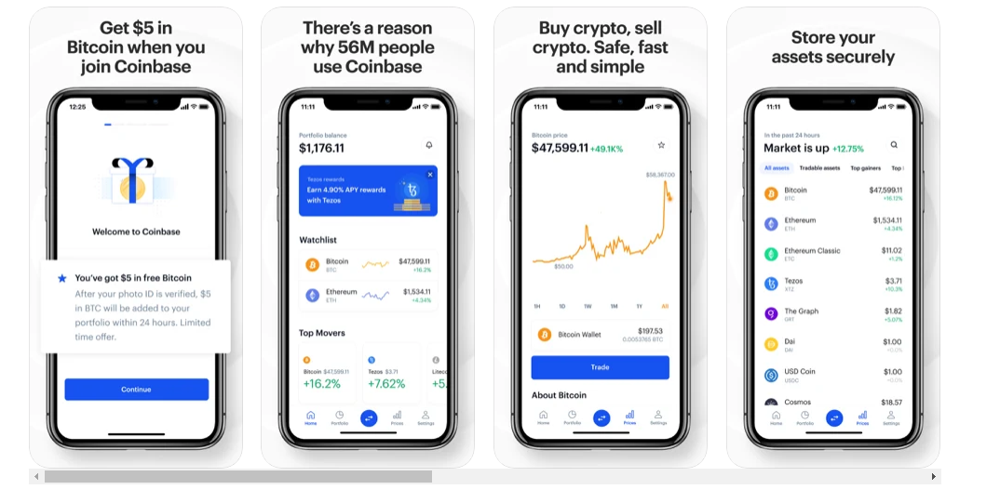 Get $5 in
Bitcoin when you
join Coinbase
12:25
Welcome to Coinbase
You've got $5 in free Bitcoin
After your photo ID is verified, $5
in BTC will be added to your
portfolio within 24 hours. Limited
time offer.
Continue
There's a reason
why 56M people
use Coinbase
11:11
Portfolio balance
$1,176.11
Tezos rewards
Earn 4.90% APY rewards
with Tezos
Watchlist
Bitcoin $47,599.11
BTC +16.2%
Ethereum $1,534.11
ETH +4.34%
Top Movers
Bitcoin $47,599.11 Tezos $3.71 Litec
+16.2% +7.62% +5.
Home Portfolio Prices Settings
Buy crypto, sell
crypto. Safe, fast
and simple
11:11
Bitcoin price
$47,599.11 +49.1K%
$58,367.00
$50.00
1H 1D 1W 1M 1Y All
Bitcoin Wallet $197.53
0.0053765 BTC
Trade
About Bitcoin
Home Portfolio Prices Settings
Store your
assets securely
11:11
In the past 24 hours
Market is up +12.75%
All assets Tradable assets Top gainers Top
Bitcoin $47,599.11
BTC +16.12%
Ethereum $1,534.11
ETH +4.34%
Ethereum Classic $11.02
ETC +1.2%
Tezos $3.71
XTZ +10.3%
The Graph $1.82
GRT +5.07%
Dai $1.00
DAI +0.0%
USD Coin $1.00
USDC +0.0%
Cosmos $18.57
Home Portfolio Prices Settings